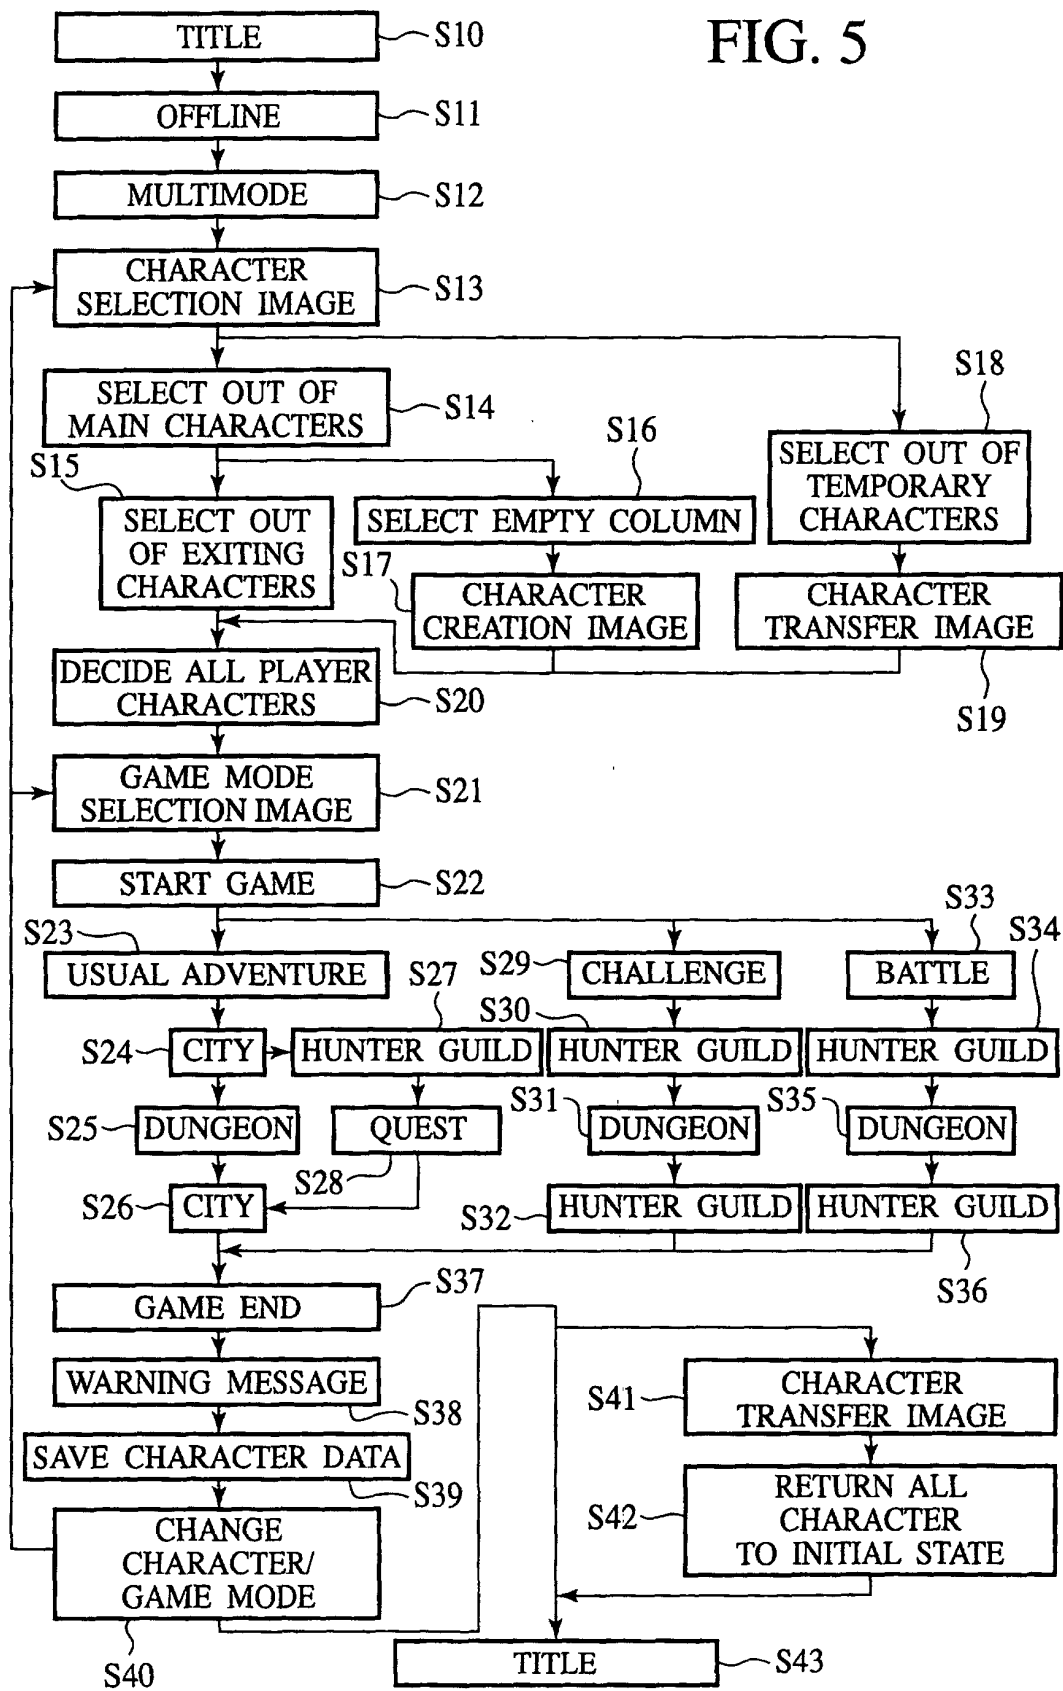 FIG. 5
TITLE
S10
OFFLINE
S11
MULTIMODE
S12
CHARACTER
SELECTION IMAGE
S13
SELECT OUT OF
MAIN CHARACTERS
S14
S18
SELECT OUT OF
TEMPORARY
CHARACTERS
S15
SELECT OUT
OF EXITING
CHARACTERS
S16
SELECT EMPTY COLUMN
S17
CHARACTER
CREATION IMAGE
CHARACTER
TRANSFER IMAGE
S19
DECIDE ALL PLAYER
CHARACTERS
S20
GAME MODE
SELECTION IMAGE
S21
START GAME
S22
S23
USUAL ADVENTURE
S29
CHALLENGE
S33
BATTLE
S24
CITY
S27
HUNTER GUILD
S30
HUNTER GUILD
S34
HUNTER GUILD
S25
DUNGEON
QUEST
S28
S31
DUNGEON
S35
DUNGEON
S26
CITY
S32
HUNTER GUILD
HUNTER GUILD
S36
S37
GAME END
WARNING MESSAGE
S38
SAVE CHARACTER DATA
S39
CHANGE
CHARACTER/
GAME MODE
S40
S41
CHARACTER
TRANSFER IMAGE
S42
RETURN ALL
CHARACTER
TO INITIAL STATE
TITLE
S43